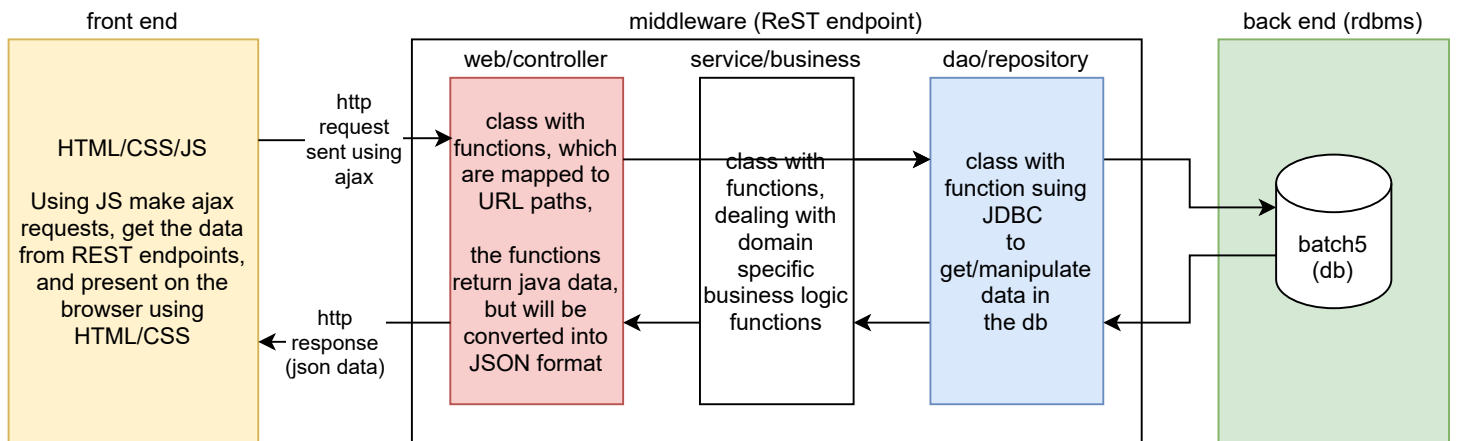 front end
middleware (ReST endpoint)
back end (rdbms)
web/controller
service/business
dao/repository
HTML/CSS/JS
Using JS make ajax
requests, get the data
from REST endpoints,
and present on the
browser using
HTML/CSS
http
request
sent using
ajax
http
response
(json data)
class with
functions, which
are mapped to
URL paths,
the functions
return java data,
but will be
converted into
JSON format
class with
functions,
dealing with
domain
specific
business logic
functions
class with
function suing
JDBC
to
get/manipulate
data in
the db
batch5
(db)